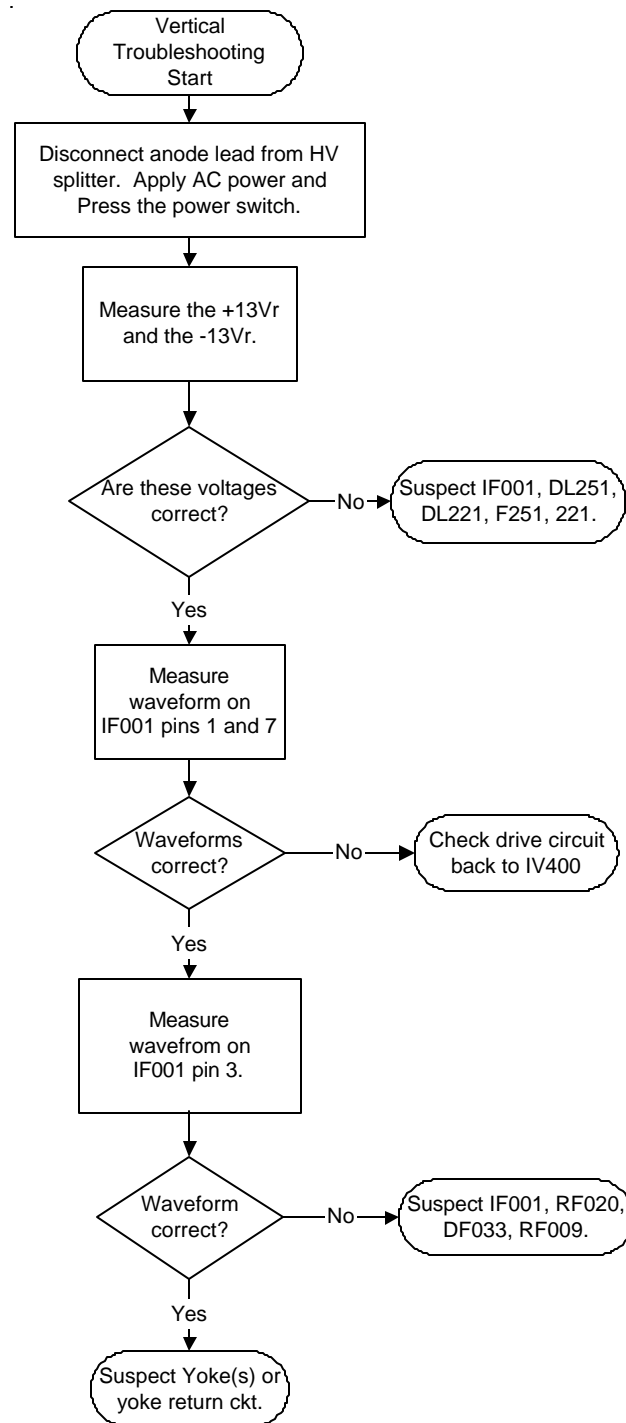 Vertical
Troubleshooting
Start
Disconnect anode lead from HV
splitter. Apply AC power and
Press the power switch.
Measure the +13Vr
and the -13Vr.
Are these voltages
correct?
No
Suspect IF001, DL251,
DL221, F251, 221.
Yes
Measure
waveform on
IF001 pins 1 and 7
Waveforms
correct?
No
Check drive circuit
back to IV400
Yes
Measure
wavefrom on
IF001 pin 3.
Waveform
correct?
No
Suspect IF001, RF020,
DF033, RF009.
Yes
Suspect Yoke(s) or
yoke return ckt.